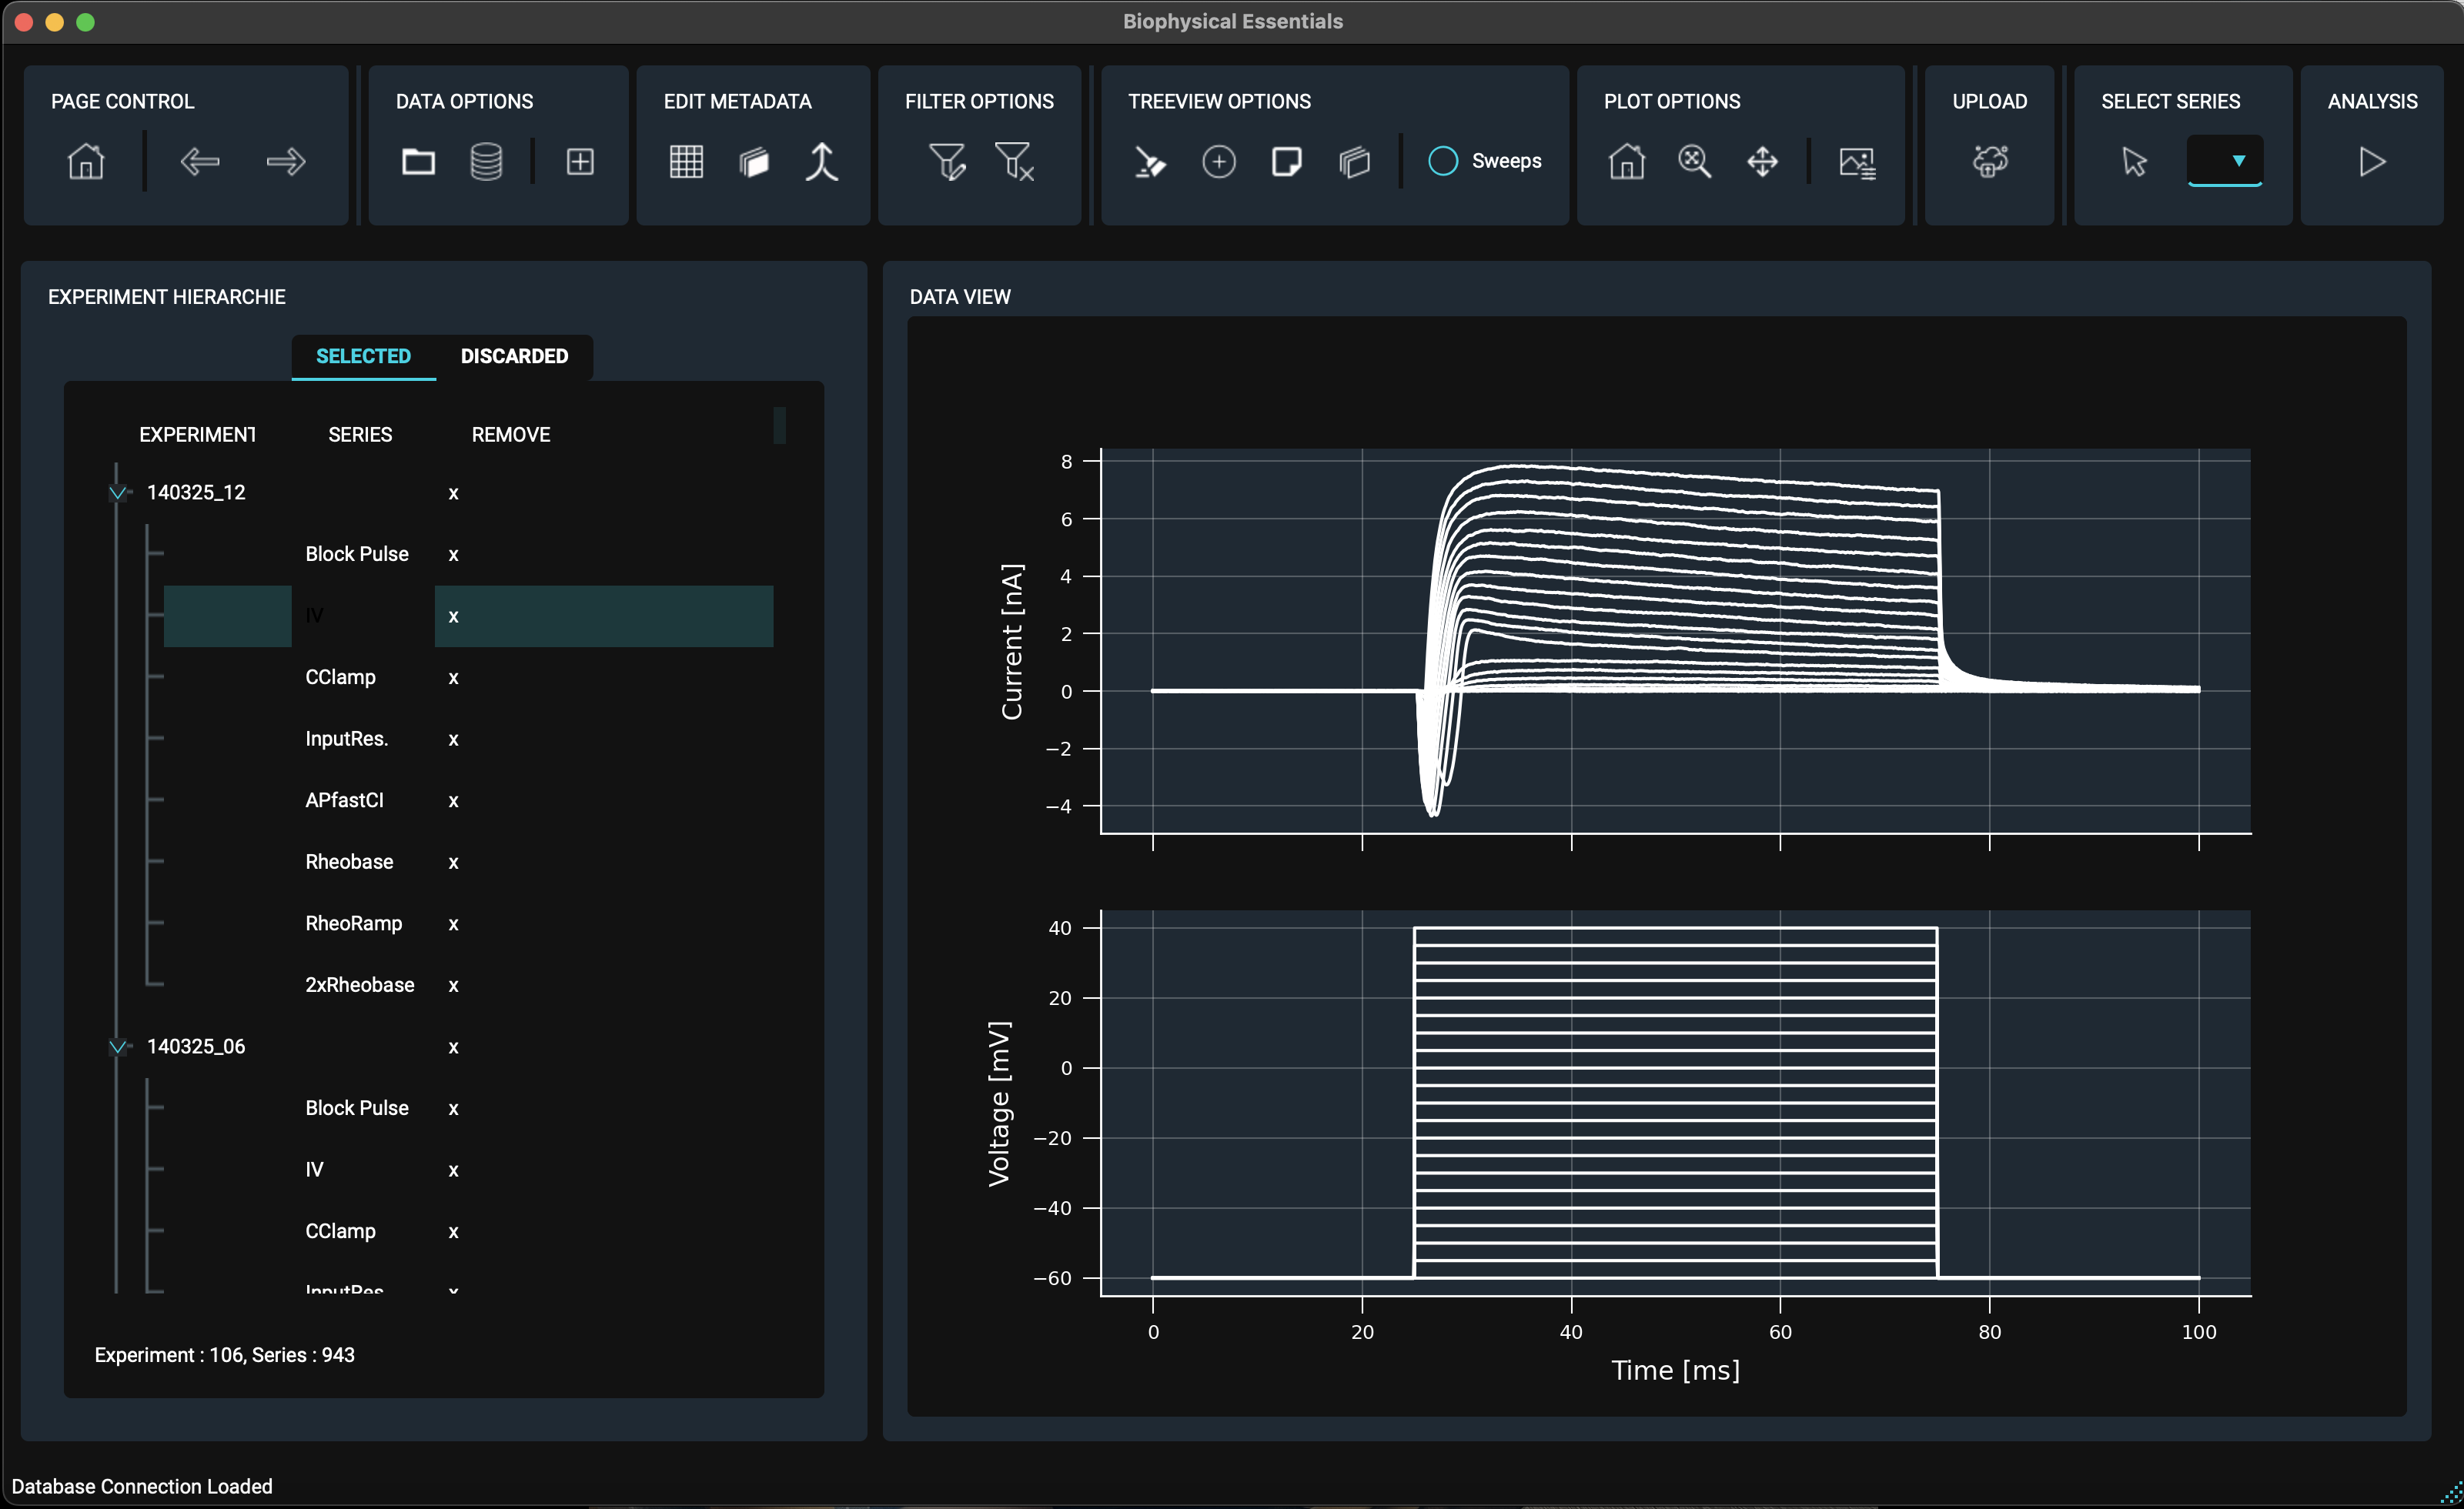 Biophysical Essentials
PAGE CONTROL
DATA OPTIONS
EDIT METADATA
FILTER OPTIONS
TREEVIEW OPTIONS
PLOT OPTIONS
UPLOAD
SELECT SERIES
ANALYSIS
Sweeps
EXPERIMENT HIERARCHIE
SELECTED DISCARDED
EXPERIMENT SERIES REMOVE
140325_12 x
Block Pulse x
IV x
CClamp x
InputRes. x
APfastCl x
Rheobase x
RheoRamp x
2xRheobase x
140325_06 x
Block Pulse x
IV x
CClamp x
InputRes x
Experiment : 106, Series : 943
DATA VIEW
8
6
4
2
0
−2
−4
Current [nA]
40
20
0
−20
−40
−60
Voltage [mV]
0 20 40 60 80 100
Time [ms]
Database Connection Loaded